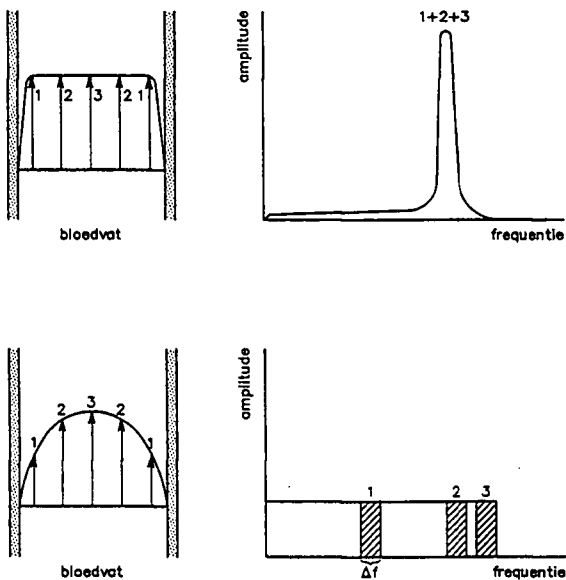 1 2 3 2 1
bloedvat
amplitude
1+2+3
frequentie
1 2 3 2 1
bloedvat
amplitude
1 2 3
Δf
frequentie